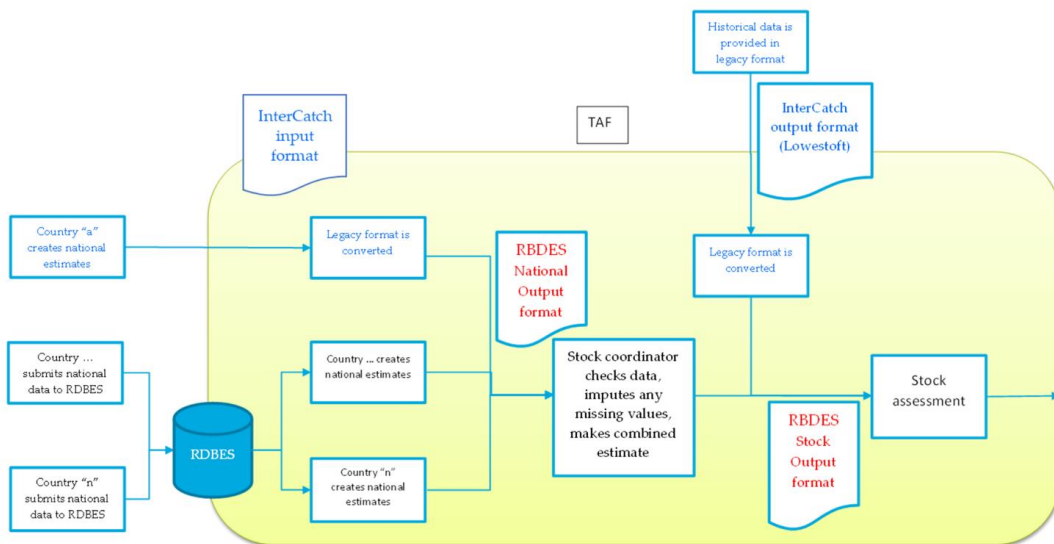 Historical data is
provided in
legacy format
TAF
InterCatch
input
format
InterCatch
output format
(Lowestoft)
Country "a"
creates national
estimates
Legacy format is
converted
RBDES
National
Output
format
Legacy format is
converted
Country ...
submits national
data to RDBES
Country ... creates
national estimates
Stock coordinator
checks data,
imputes any
missing values,
makes combined
estimate
Stock
assessment
RDBES
RBDES
Stock
Output
format
Country "n"
submits national
data to RDBES
Country "n"
creates national
estimates